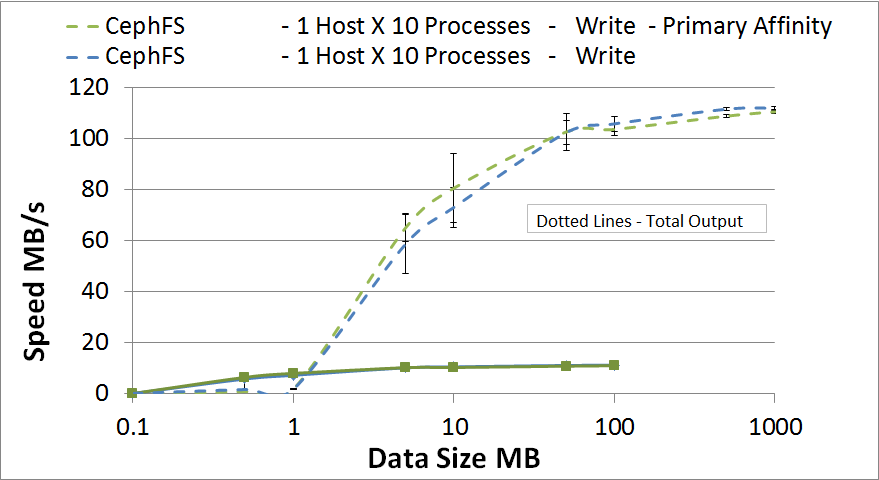 CephFS - 1 Host X 10 Processes - Write - Primary Affinity
CephFS - 1 Host X 10 Processes - Write
120
100
80
60
40
20
0
Speed MB/s
Dotted Lines - Total Output
0.1 1 10 100 1000
Data Size MB